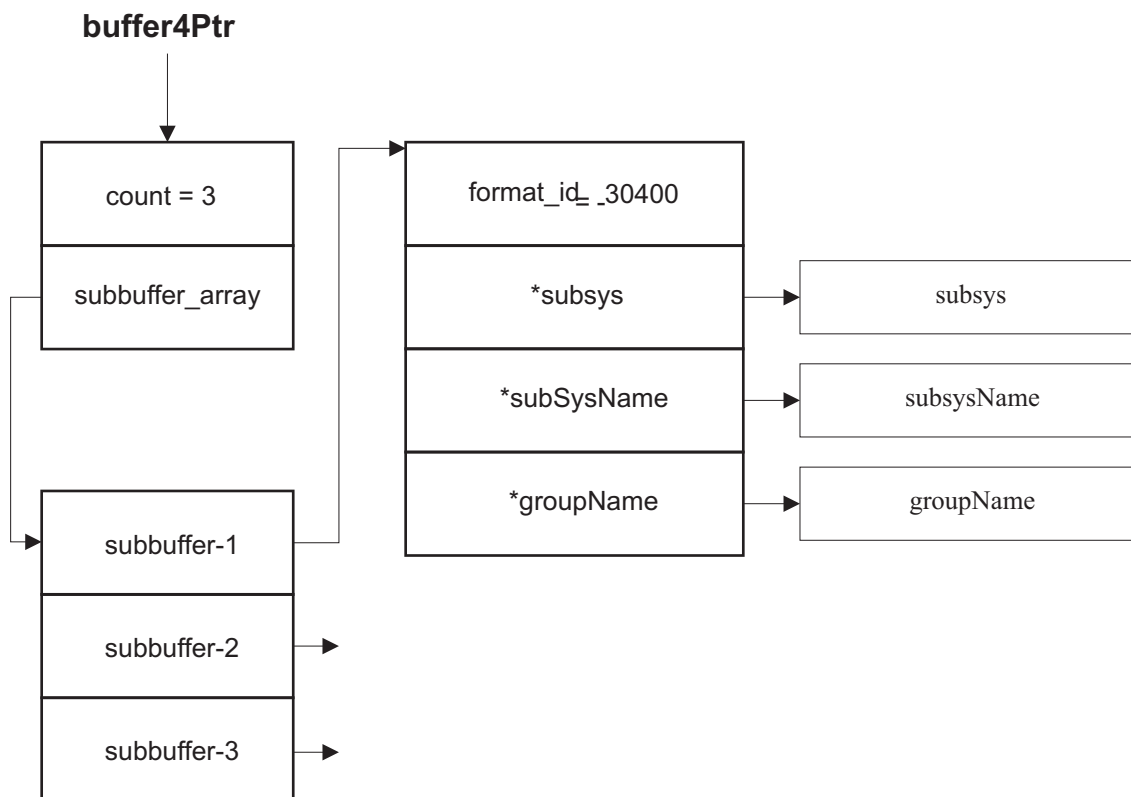 buffer4Ptr
count = 3
subbuffer_array
subbuffer-1
subbuffer-2
subbuffer-3
format_id= -30400
*subsys
*subSysName
*groupName
subsys
subsysName
groupName